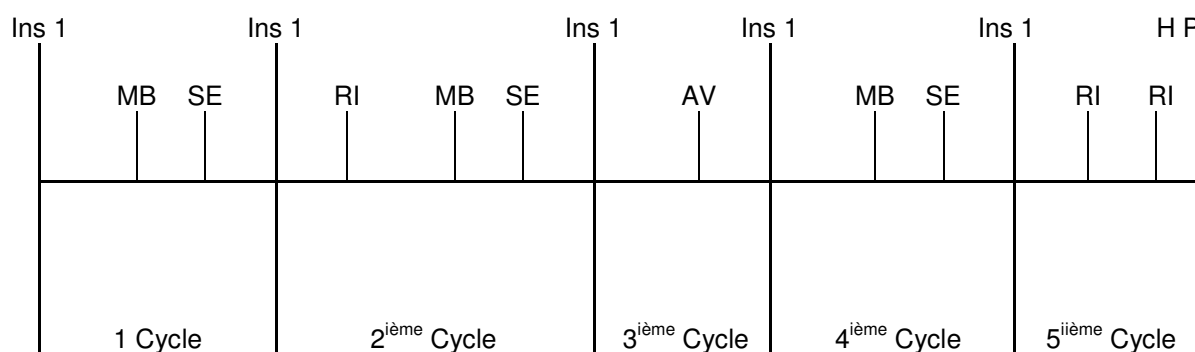 Ins 1 Ins 1 Ins 1 Ins 1 Ins 1 H P
MB SE RI MB SE AV MB SE RI RI
1 Cycle 2ième Cycle 3ième Cycle 4ième Cycle 5iième Cycle